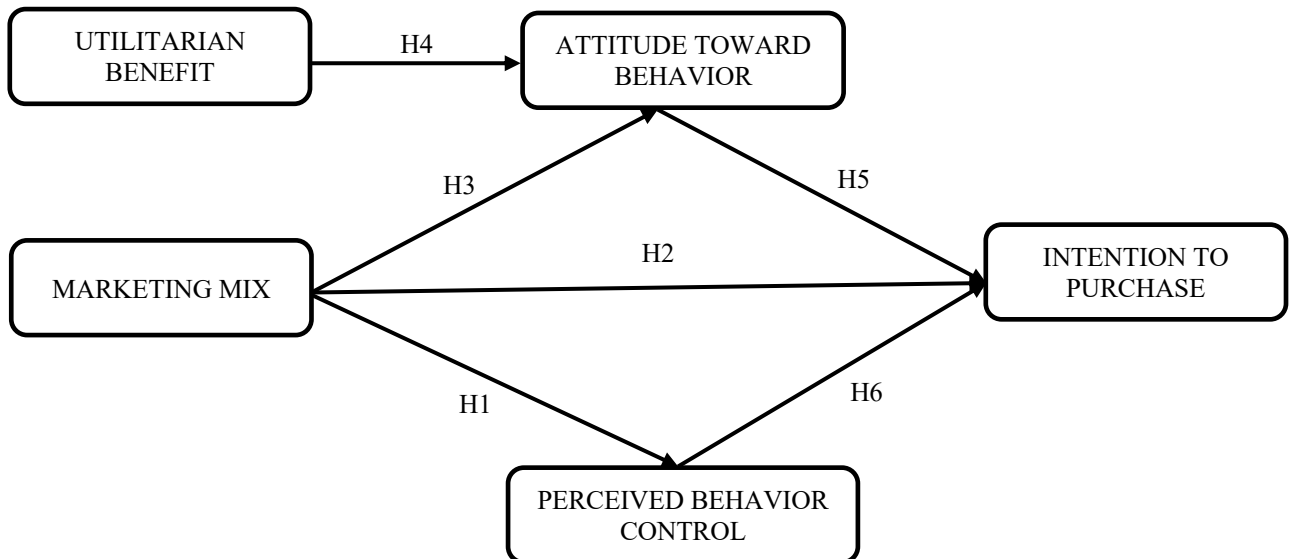 UTILITARIAN
BENEFIT
H4
ATTITUDE TOWARD
BEHAVIOR
H3
H5
MARKETING MIX
H2
INTENTION TO
PURCHASE
H1
H6
PERCEIVED BEHAVIOR
CONTROL